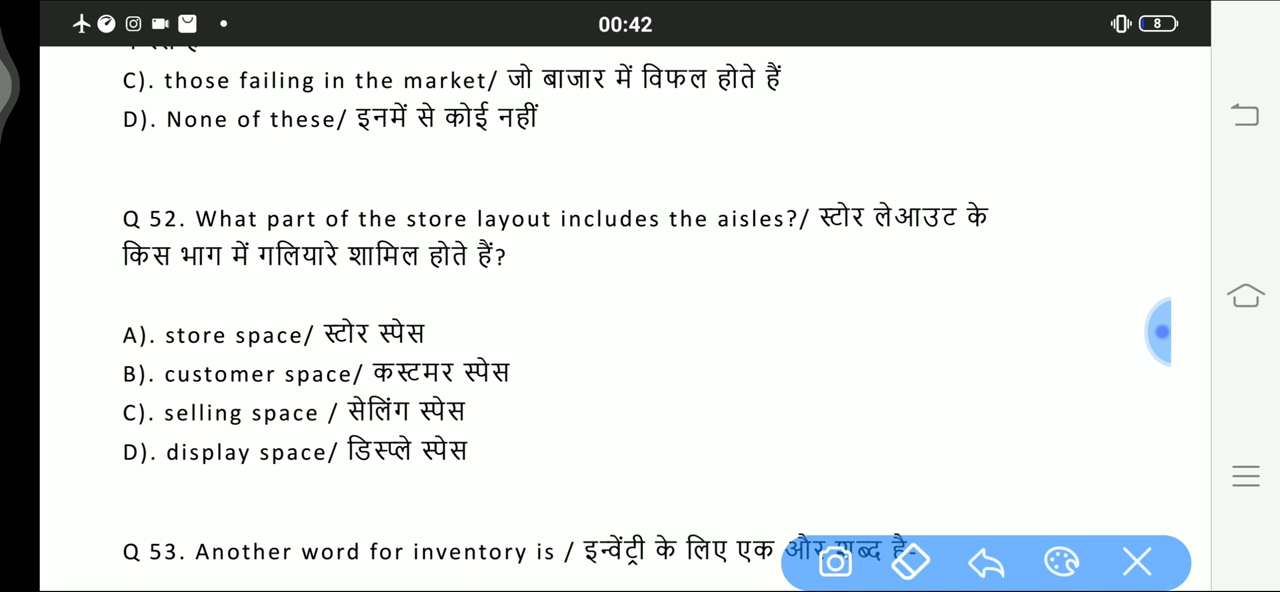 00:42
8
C). those failing in the market/ जो बाजार में विफल होते हैं
D). None of these/ इनमें से कोई नहीं
Q 52. What part of the store layout includes the aisles?/ स्टोर लेआउट के
किस भाग में गलियारे शामिल होते हैं?
A). store space/ स्टोर स्पेस
B). customer space/ कस्टमर स्पेस
C). selling space / सेलिंग स्पेस
D). display space/ डिस्प्ले स्पेस
Q 53. Another word for inventory is / इन्वेंट्री के लिए एक और शब्द है-